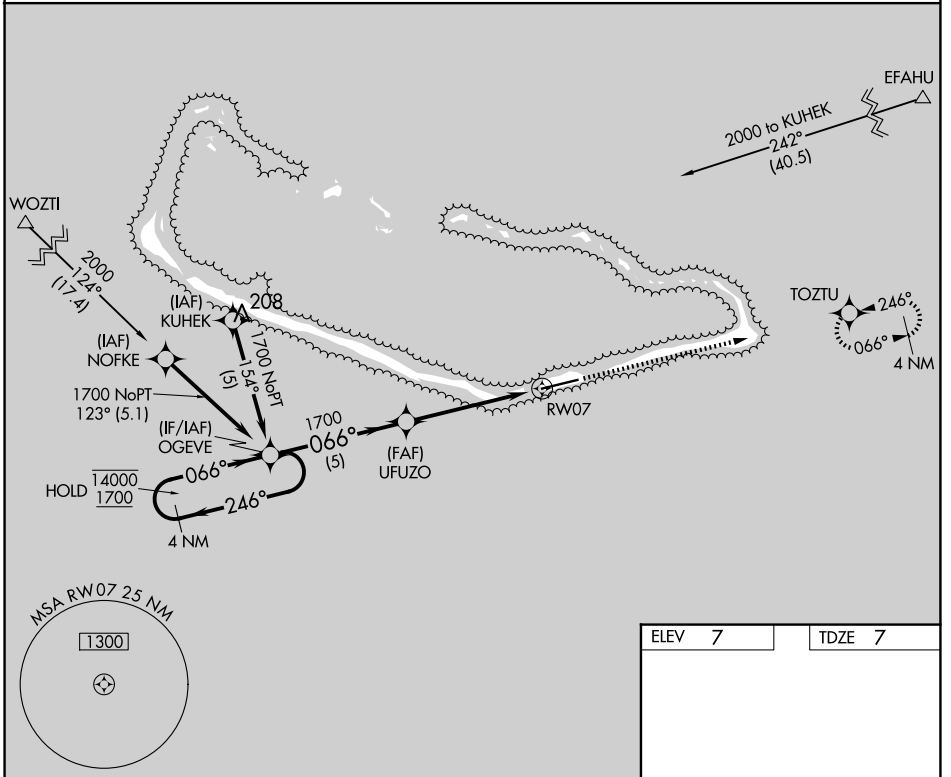 EFAHU
2000 to KUHEK
242°
(40.5)
WOZTI
2000
124°
(17.4)
(IAF)
KUHEK
208
TOZTU
246°
066°
4 NM
(IAF)
NOFKE
1700 NoPT
154°
(5)
1700 NoPT
123° (5.1)
RW07
(IF/IAF)
OGEVE
1700
066°
(5)
(FAF)
UFUZO
HOLD
14000
1700
066°
246°
4 NM
MSA RW07 25 NM
1300
ELEV 7
TDZE 7